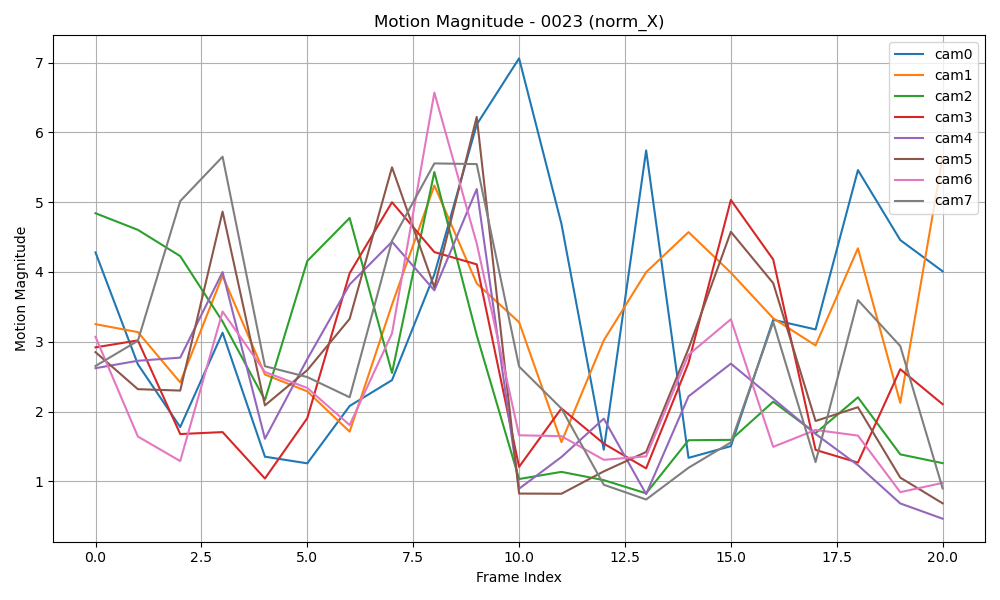 Motion Magnitude - 0023 (norm_X)
cam0
cam1
cam2
cam3
cam4
cam5
cam6
cam7
Motion Magnitude
7
6
5
4
3
2
1
0.0 2.5 5.0 7.5 10.0 12.5 15.0 17.5 20.0
Frame Index